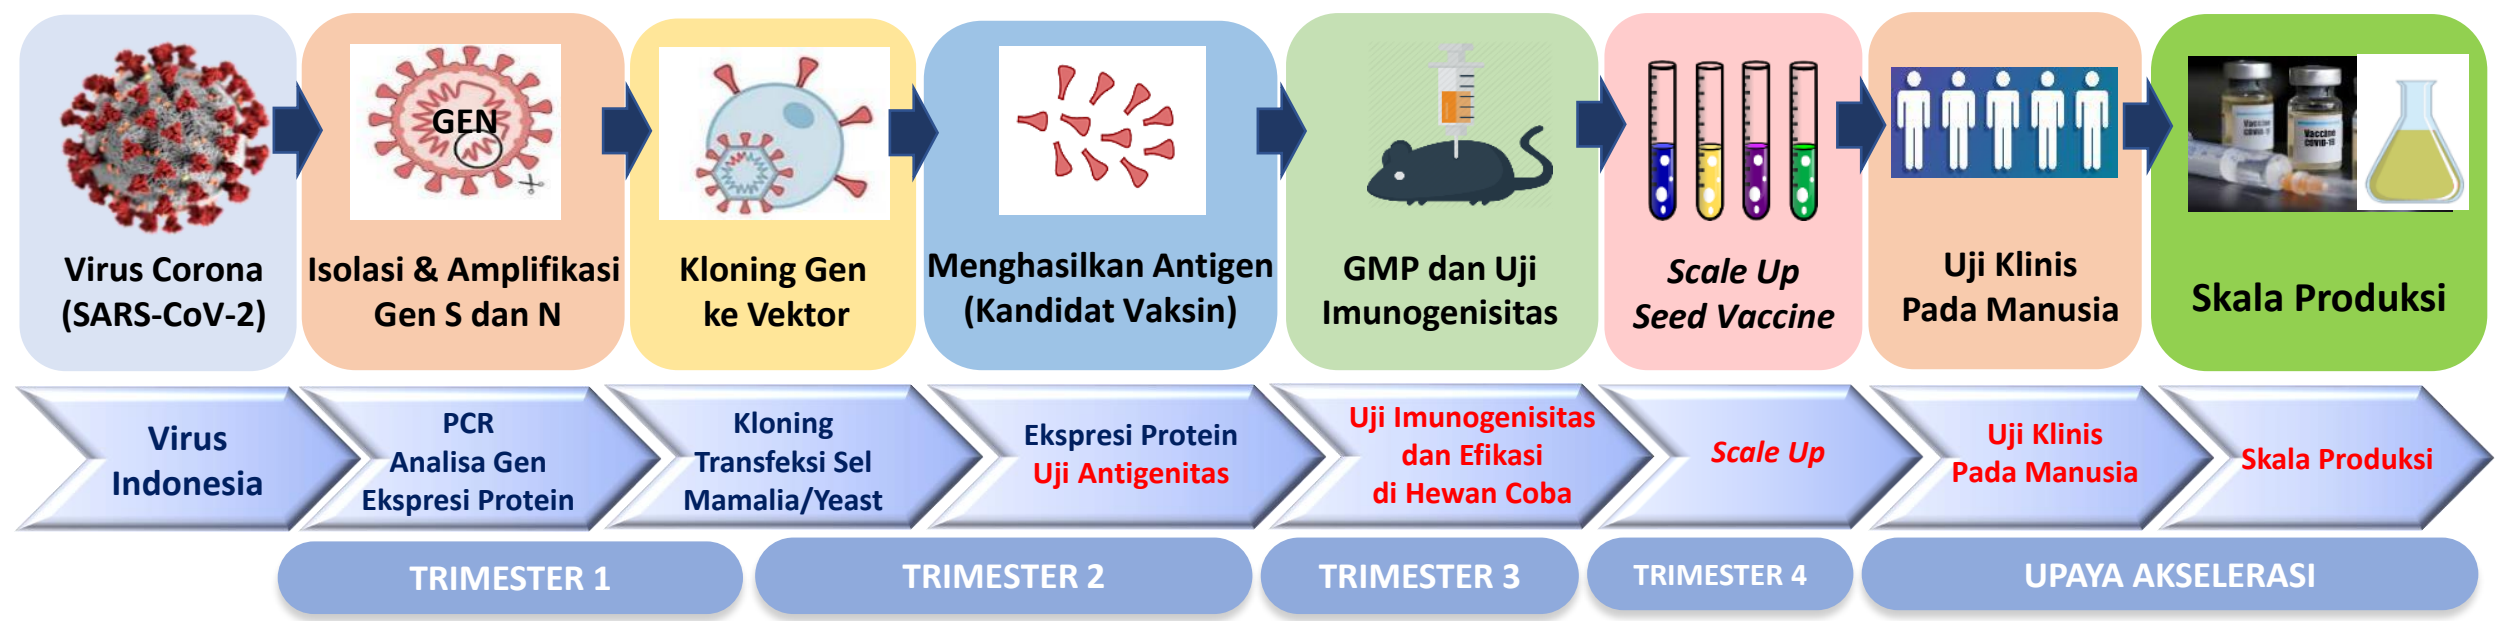 GEN
Virus Corona
(SARS-CoV-2)
Isolasi & Amplifikasi
Gen S dan N
Kloning Gen
ke Vektor
Menghasilkan Antigen
(Kandidat Vaksin)
GMP dan Uji
Imunogenisitas
Scale Up
Seed Vaccine
Uji Klinis
Pada Manusia
Vaccine
COVID-19
Skala Produksi
Virus
Indonesia
PCR
Analisa Gen
Ekspresi Protein
Kloning
Transfeksi Sel
Mamalia/Yeast
Ekspresi Protein
Uji Antigenitas
Uji Imunogenisitas
dan Efikasi
di Hewan Coba
Scale Up
Uji Klinis
Pada Manusia
Skala Produksi
TRIMESTER 1
TRIMESTER 2
TRIMESTER 3
TRIMESTER 4
UPAYA AKSELERASI